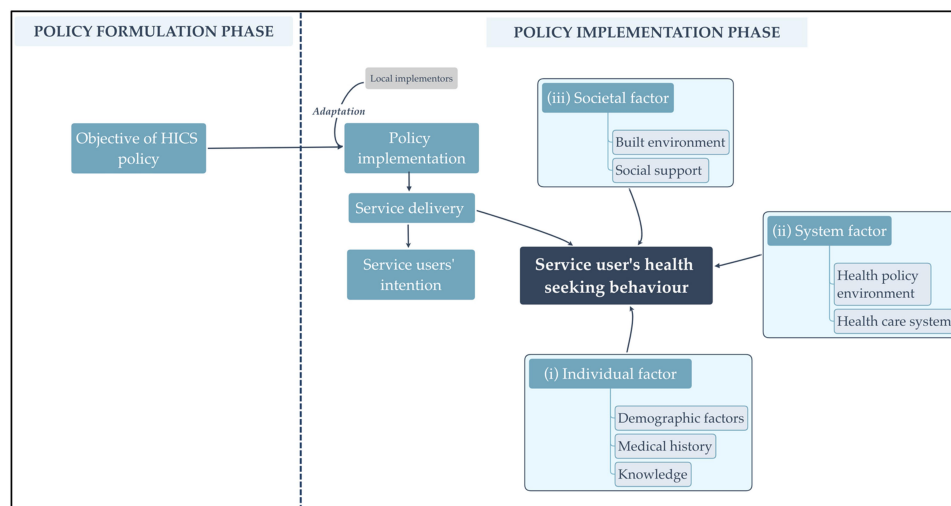 POLICY FORMULATION PHASE
POLICY IMPLEMENTATION PHASE
Local implementors
Adaptation
Objective of HICS
policy
Policy
implementation
Service delivery
Service users'
intention
(iii) Societal factor
Built environment
Social support
(ii) System factor
Health policy
environment
Health care system
Service user's health
seeking behaviour
(i) Individual factor
Demographic factors
Medical history
Knowledge